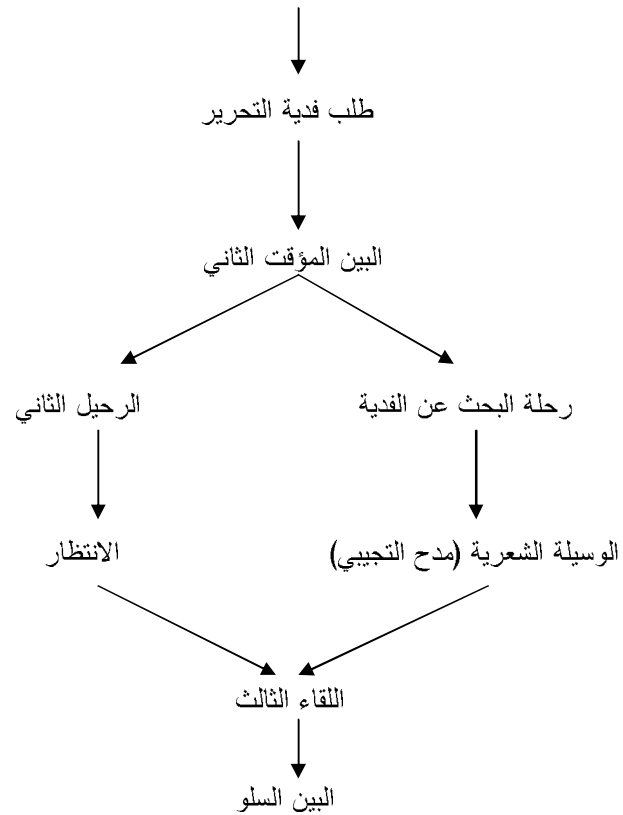 طلب فدية التحرير
البين المؤقت الثاني
رحلة البحث عن الفدية
الرحيل الثاني
الوسيلة الشعرية (مدح التجيبي)
الانتظار
اللقاء الثالث
البين السلو